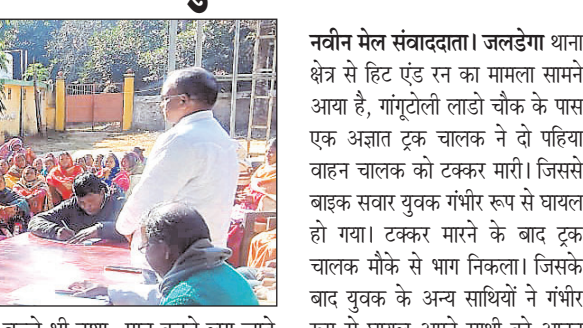 नवीन मेल संवाददाता। जलडेगा थाना
क्षेत्र से हिट एंड रन का मामला सामने
आया है, गांगूटोली लाडो चौक के पास
एक अज्ञात ट्रक चालक ने दो पहिया
वाहन चालक को टक्कर मारी। जिससे
बाइक सवार युवक गंभीर रूप से घायल
हो गया। टक्कर मारने के बाद ट्रक
चालक मौके से भाग निकला। जिसके
बाद युवक के अन्य साथियों ने गंभीर